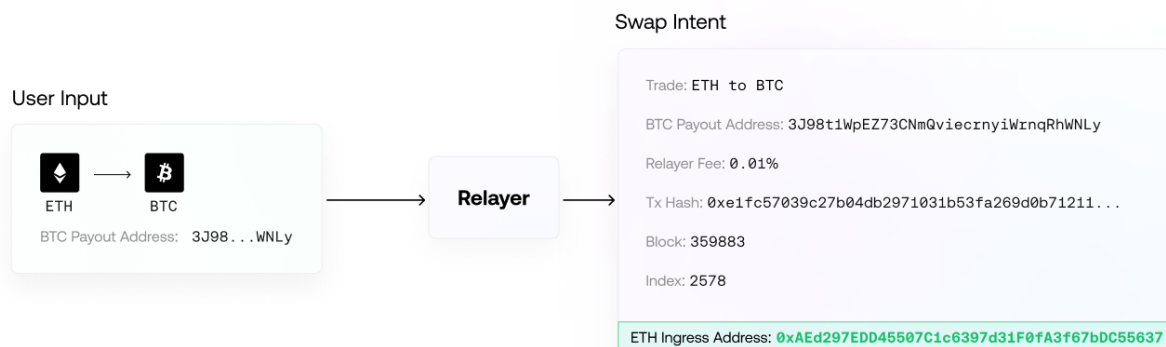 User Input
ETH
BTC
BTC Payout Address: 3J98...WNLy
Relayer
Swap Intent
Trade: ETH to BTC
BTC Payout Address: 3J98t1WpEZ73CNmQviecrnyiWrnqRhWNLy
Relayer Fee: 0.01%
Tx Hash: 0xe1fc57039c27b04db2971031b53fa269d0b71211...
Block: 359883
Index: 2578
ETH Ingress Address: 0xAEd297EDD45507C1c6397d31F0fA3f67bDC55637